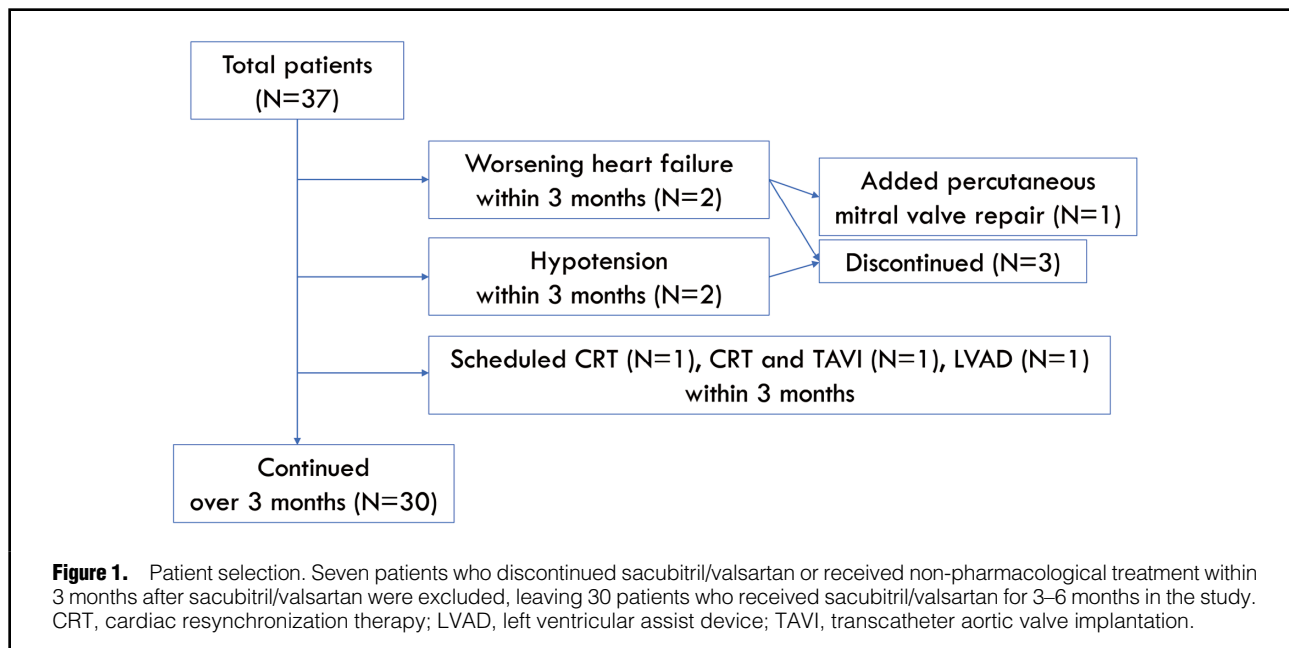 Total patients
(N=37)
Worsening heart failure
within 3 months (N=2)
Added percutaneous
mitral valve repair (N=1)
Hypotension
within 3 months (N=2)
Discontinued (N=3)
Scheduled CRT (N=1), CRT and TAVI (N=1), LVAD (N=1)
within 3 months
Continued
over 3 months (N=30)
Figure 1. Patient selection. Seven patients who discontinued sacubitril/valsartan or received non-pharmacological treatment within
3 months after sacubitril/valsartan were excluded, leaving 30 patients who received sacubitril/valsartan for 3–6 months in the study.
CRT, cardiac resynchronization therapy; LVAD, left ventricular assist device; TAVI, transcatheter aortic valve implantation.